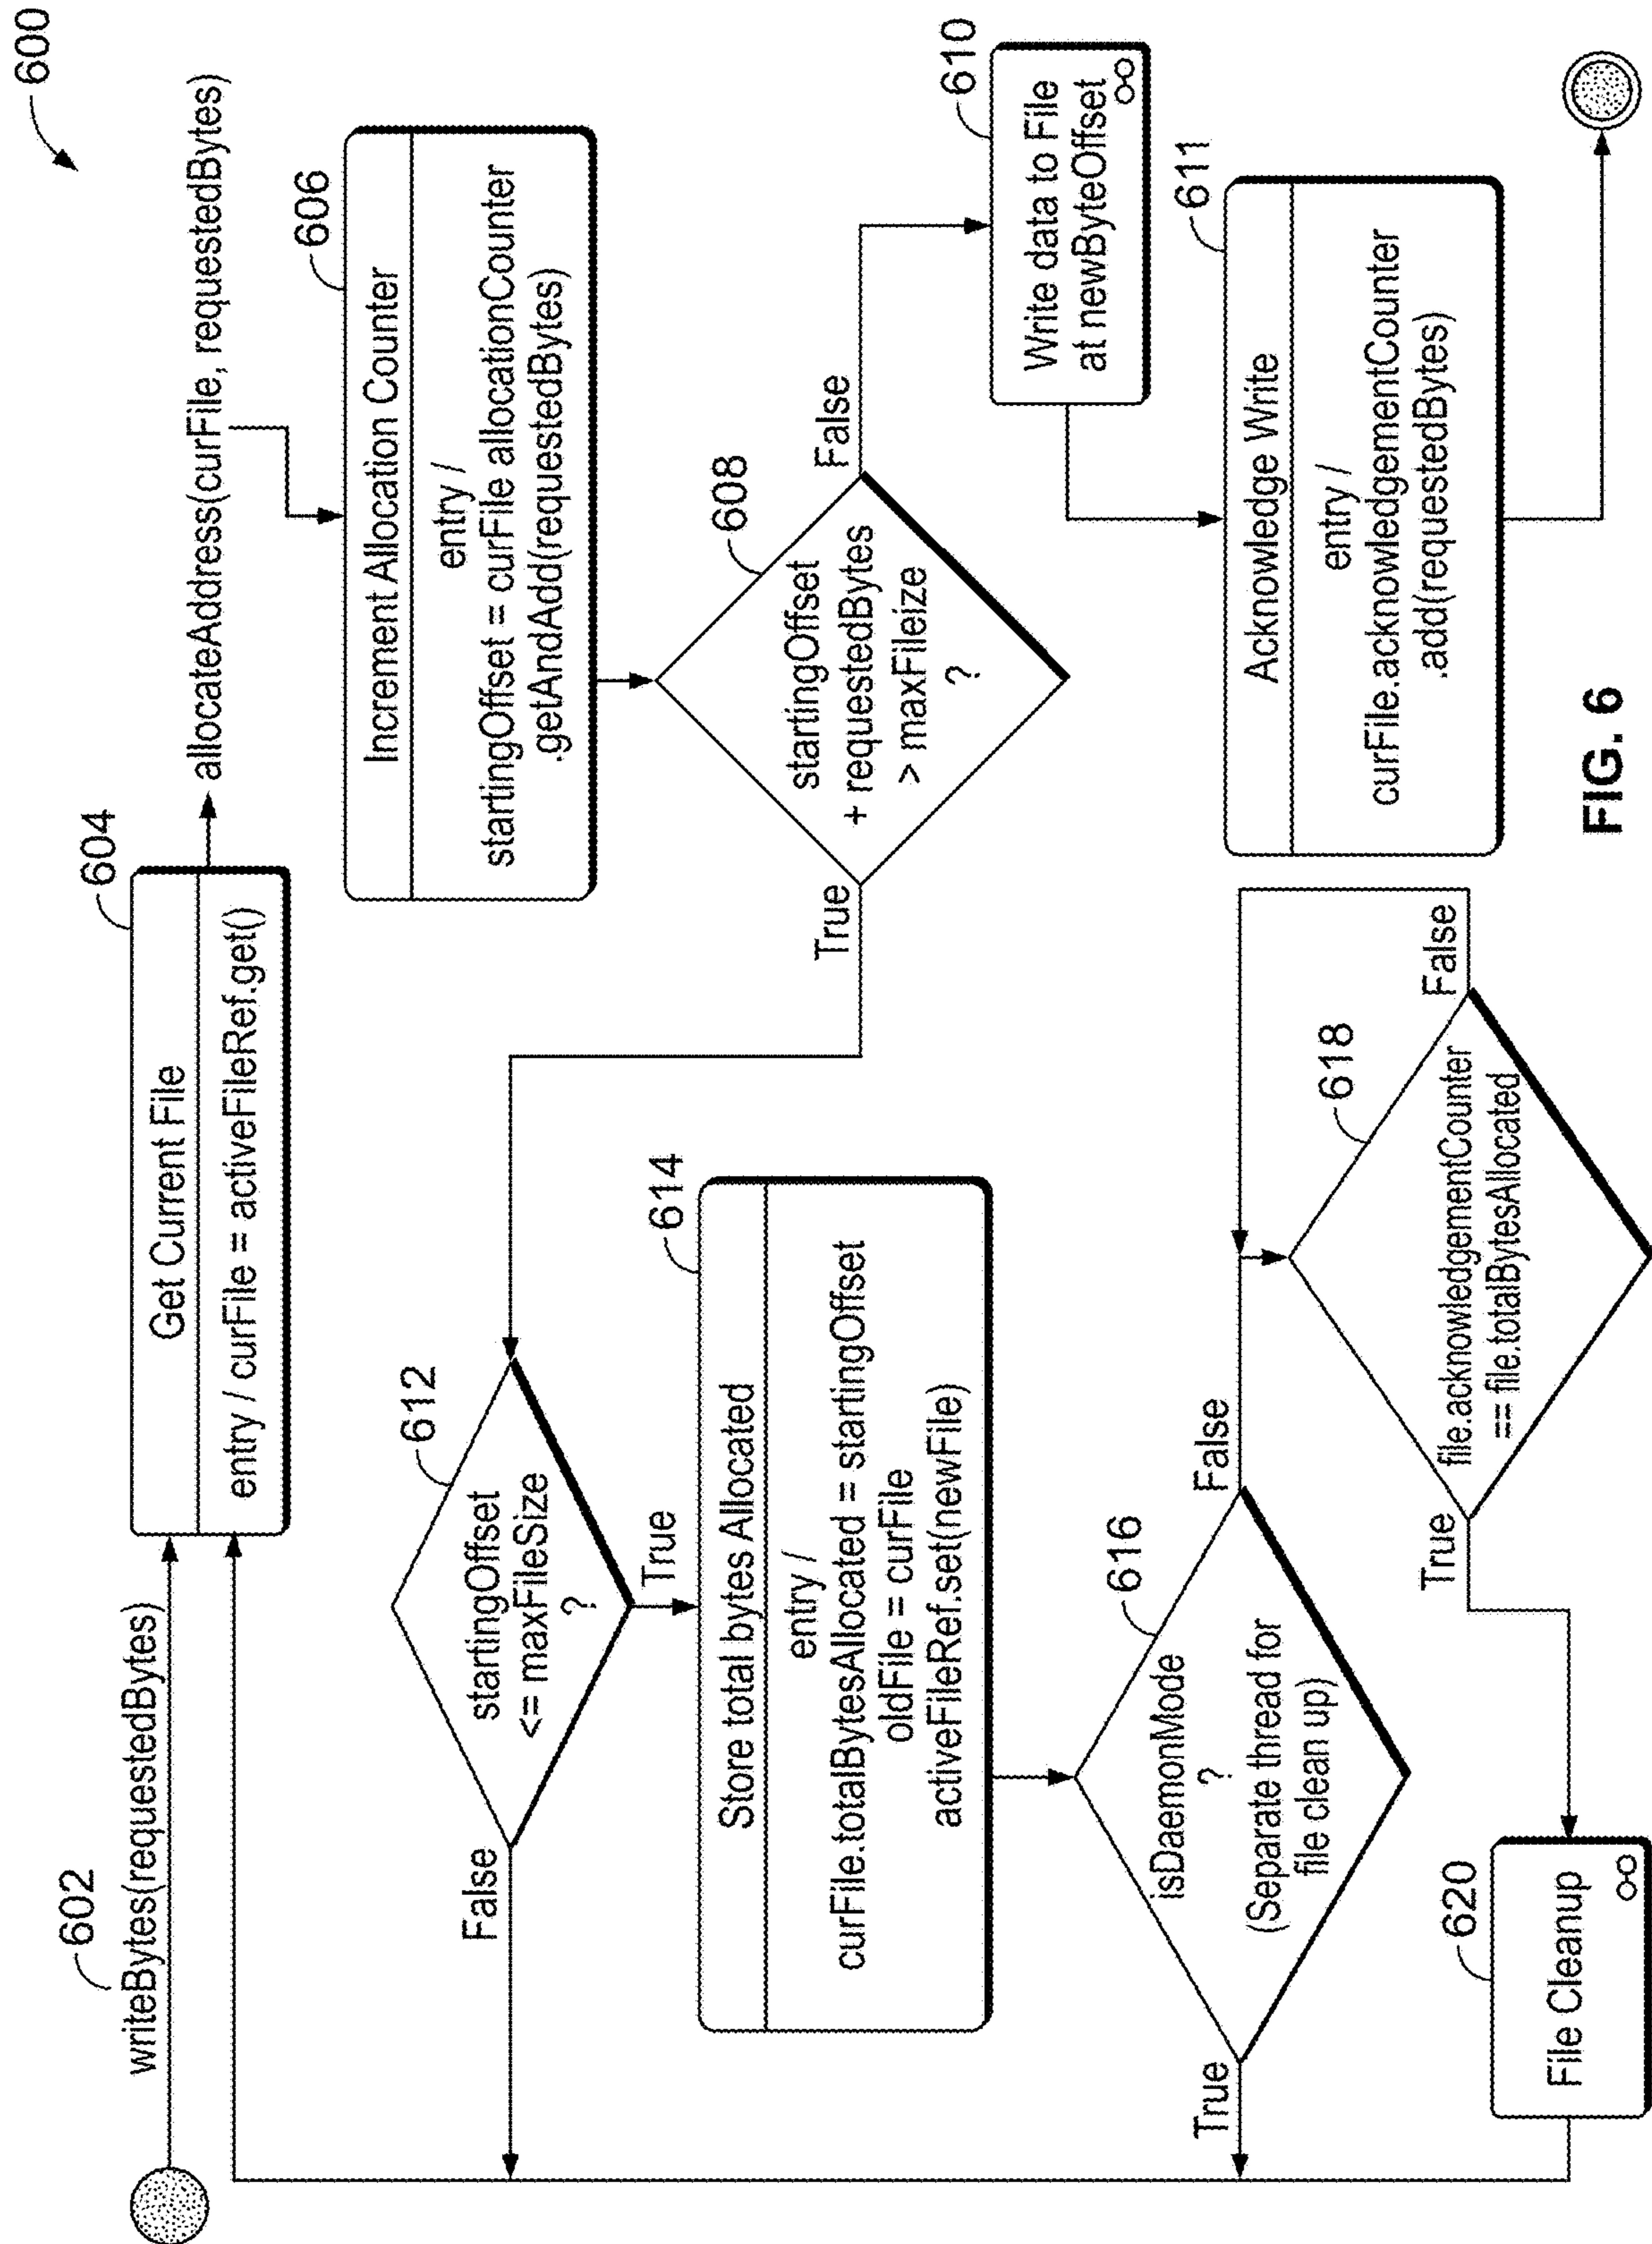 600
602
writeBytes(requestedBytes)
604
Get Current File
entry / curFile = activeFileRef.get()
allocateAddress(curFile, requestedBytes)
606
Increment Allocation Counter
entry /
startingOffset = curFile allocationCounter
.getAndAdd(requestedBytes)
608
startingOffset
+ requestedBytes
> maxFileize
?
True
False
610
Write data to File
at newByteOffset
611
Acknowledge Write
entry /
curFile.acknowledgementCounter
.add(requestedBytes)
612
startingOffset
<= maxFileSize
?
False
True
614
Store total bytes Allocated
entry /
curFile.totalBytesAllocated = startingOffset
oldFile = curFile
activeFileRef.set(newFile)
616
isDaemonMode
?
(Separate thread for
file clean up)
True
False
618
file.acknowledgementCounter
== file.totalBytesAllocated
True
False
620
File Cleanup
FIG. 6